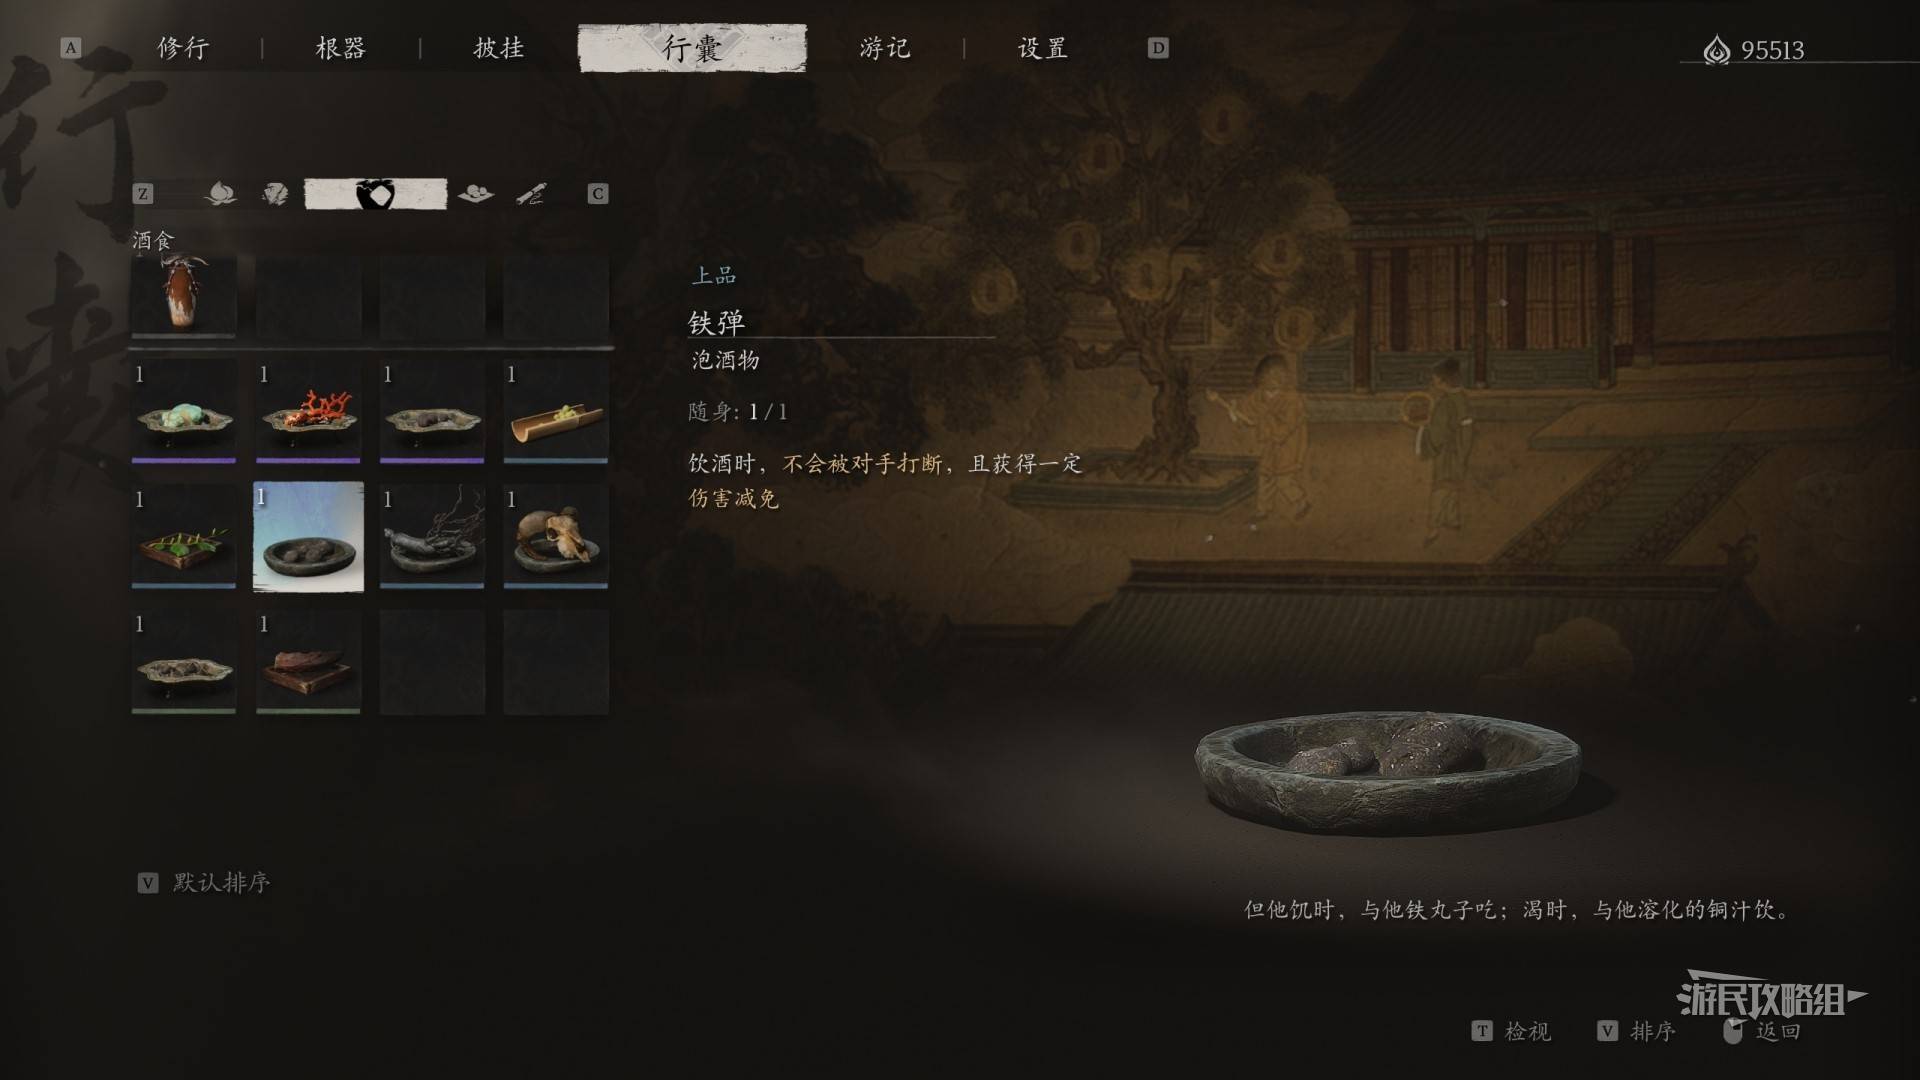 A 修行 | 根器 | 披挂 行囊 游记 | 设置 D
95513
行囊
Z C
酒食
上品
铁弹
泡酒物
随身: 1/1
饮酒时，不会被对手打断，且获得一定
伤害减免
1 1 1 1
1 1 1 1
1 1
V 默认排序
但他饥时，与他铁丸子吃；渴时，与他溶化的铜汁饮。
游民攻略组
T 检视 V 排序 返回